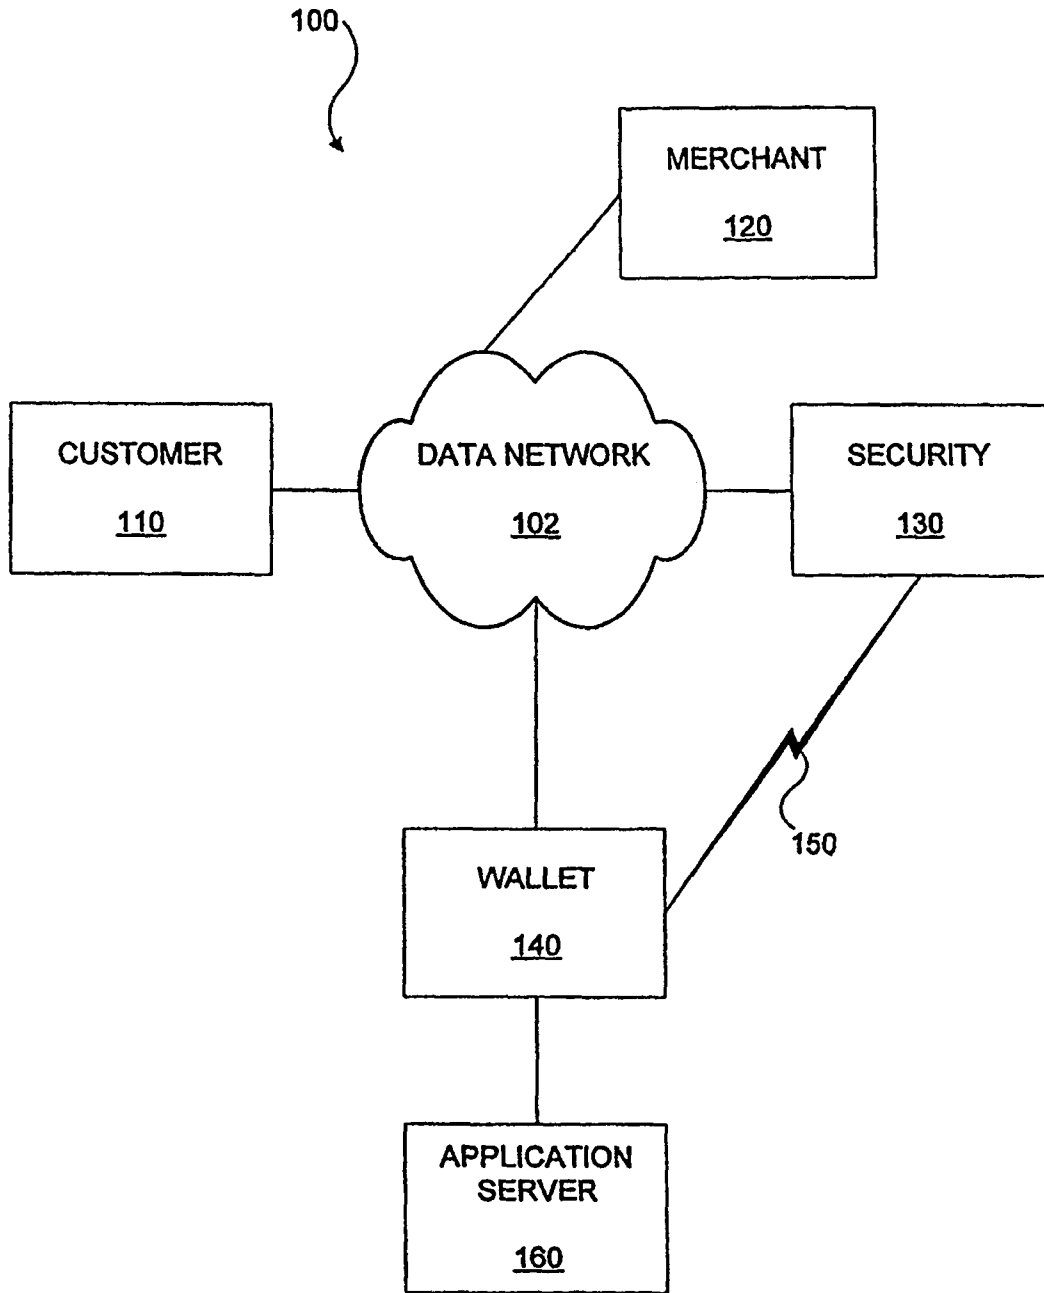 100
MERCHANT
120
CUSTOMER
110
DATA NETWORK
102
SECURITY
130
150
WALLET
140
APPLICATION
SERVER
160